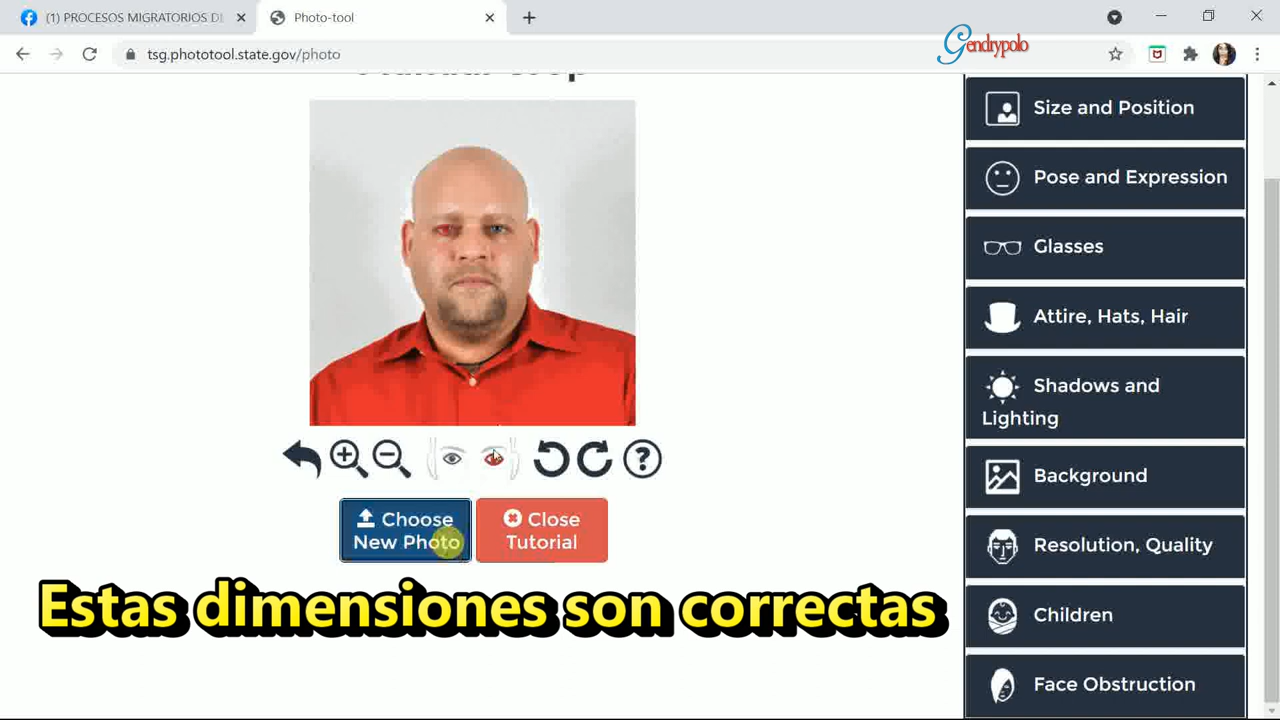 (1) PROCESOS MIGRATORIOS DE
Photo-tool
tsg.phototool.state.gov/photo
Gendrypolo
Size and Position
Pose and Expression
Glasses
Attire, Hats, Hair
Shadows and
Lighting
Background
Resolution, Quality
Children
Face Obstruction
Choose
New Photo
Close
Tutorial
Estas dimensiones son correctas